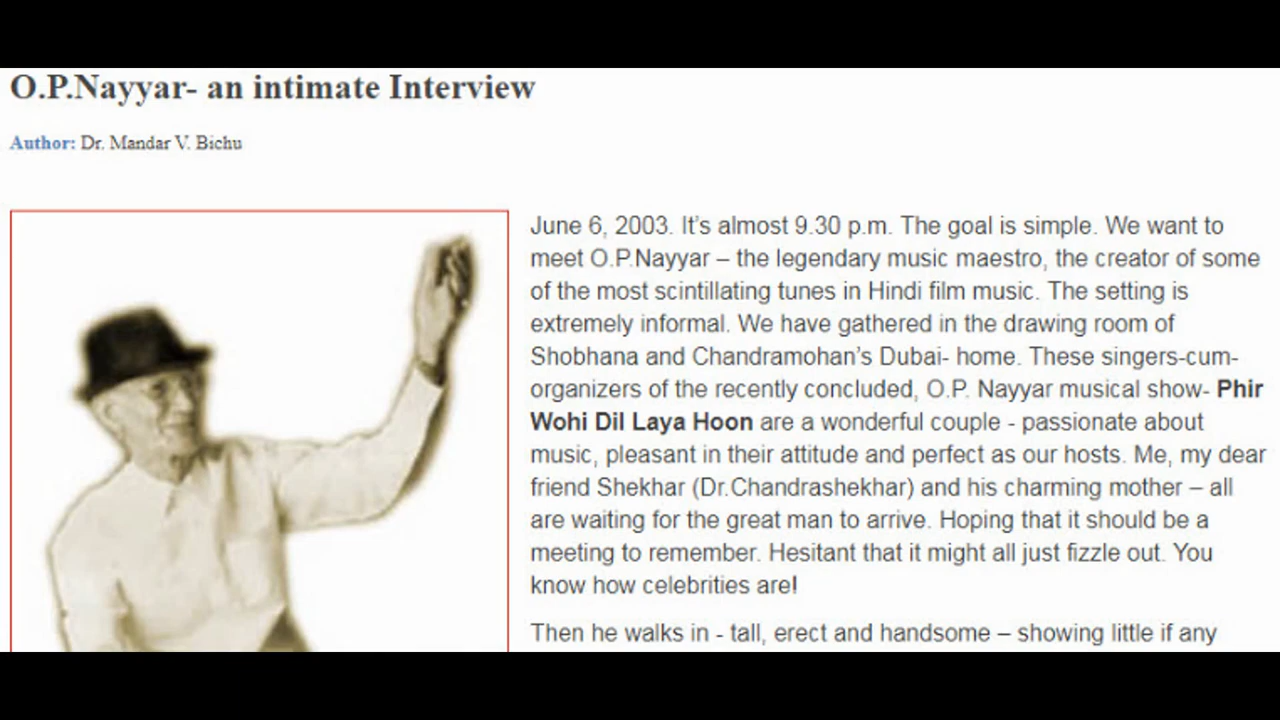 O.P.Nayyar- an intimate Interview
Author: Dr. Mandar V. Bichu
June 6, 2003. It’s almost 9.30 p.m. The goal is simple. We want to
meet O.P.Nayyar – the legendary music maestro, the creator of some
of the most scintillating tunes in Hindi film music. The setting is
extremely informal. We have gathered in the drawing room of
Shobhana and Chandramohan’s Dubai- home. These singers-cum-
organizers of the recently concluded, O.P. Nayyar musical show- Phir
Wohi Dil Laya Hoon are a wonderful couple - passionate about
music, pleasant in their attitude and perfect as our hosts. Me, my dear
friend Shekhar (Dr.Chandrashekhar) and his charming mother – all
are waiting for the great man to arrive. Hoping that it should be a
meeting to remember. Hesitant that it might all just fizzle out. You
know how celebrities are!
Then he walks in - tall, erect and handsome – showing little if any